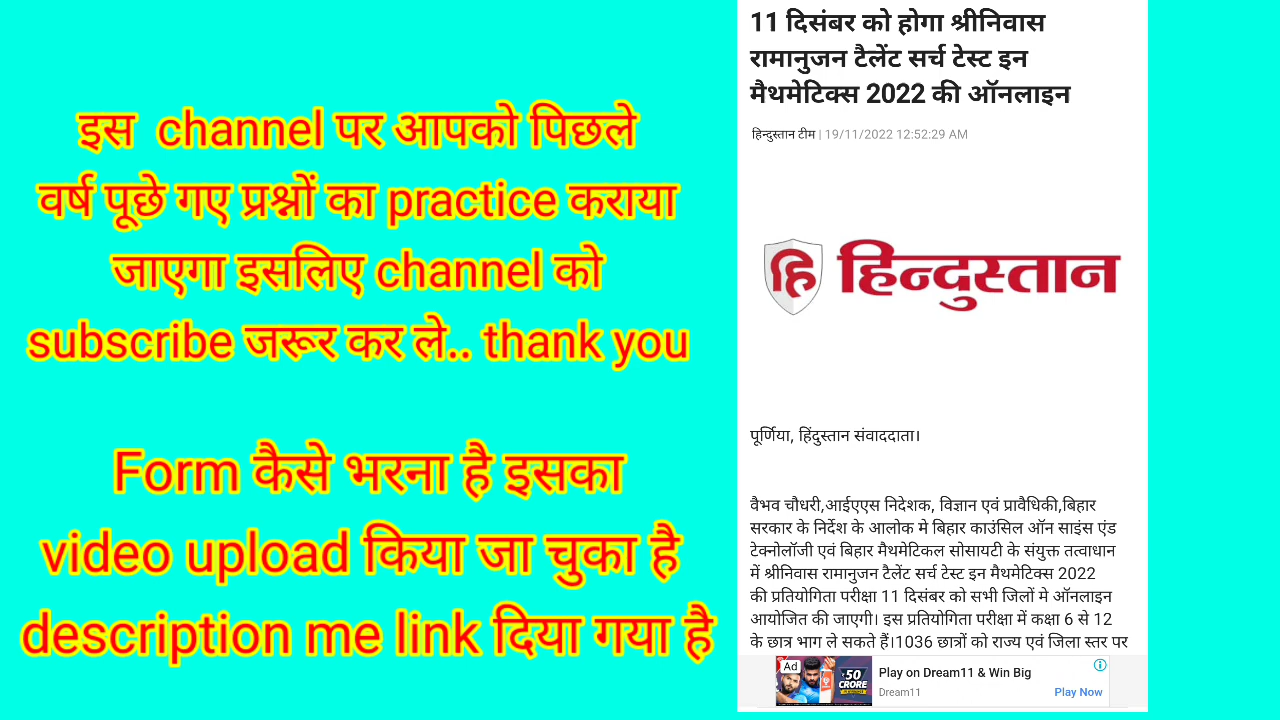 इस channel पर आपको पिछले
वर्ष पूछे गए प्रश्नों का practice कराया
जाएगा इसलिए channel को
subscribe जरूर कर ले.. thank you
Form कैसे भरना है इसका
video upload किया जा चुका है
description me link दिया गया है
11 दिसंबर को होगा श्रीनिवास
रामानुजन टैलेंट सर्च टेस्ट इन
मैथमेटिक्स 2022 की ऑनलाइन
हिन्दुस्तान टीम | 19/11/2022 12:52:29 AM
हि हिन्दुस्तान
पूर्णिया, हिंदुस्तान संवाददाता।
वैभव चौधरी,आईएएस निदेशक, विज्ञान एवं प्रावैधिकी,बिहार
सरकार के निर्देश के आलोक मे बिहार काउंसिल ऑन साइंस एंड
टेक्नोलॉजी एवं बिहार मैथमेटिकल सोसायटी के संयुक्त तत्वाधान
में श्रीनिवास रामानुजन टैलेंट सर्च टेस्ट इन मैथमेटिक्स 2022
की प्रतियोगिता परीक्षा 11 दिसंबर को सभी जिलों मे ऑनलाइन
आयोजित की जाएगी। इस प्रतियोगिता परीक्षा में कक्षा 6 से 12
के छात्र भाग ले सकते हैं।1036 छात्रों को राज्य एवं जिला स्तर पर
Ad
50
CRORE
Play on Dream11 & Win Big
Dream11
Play Now